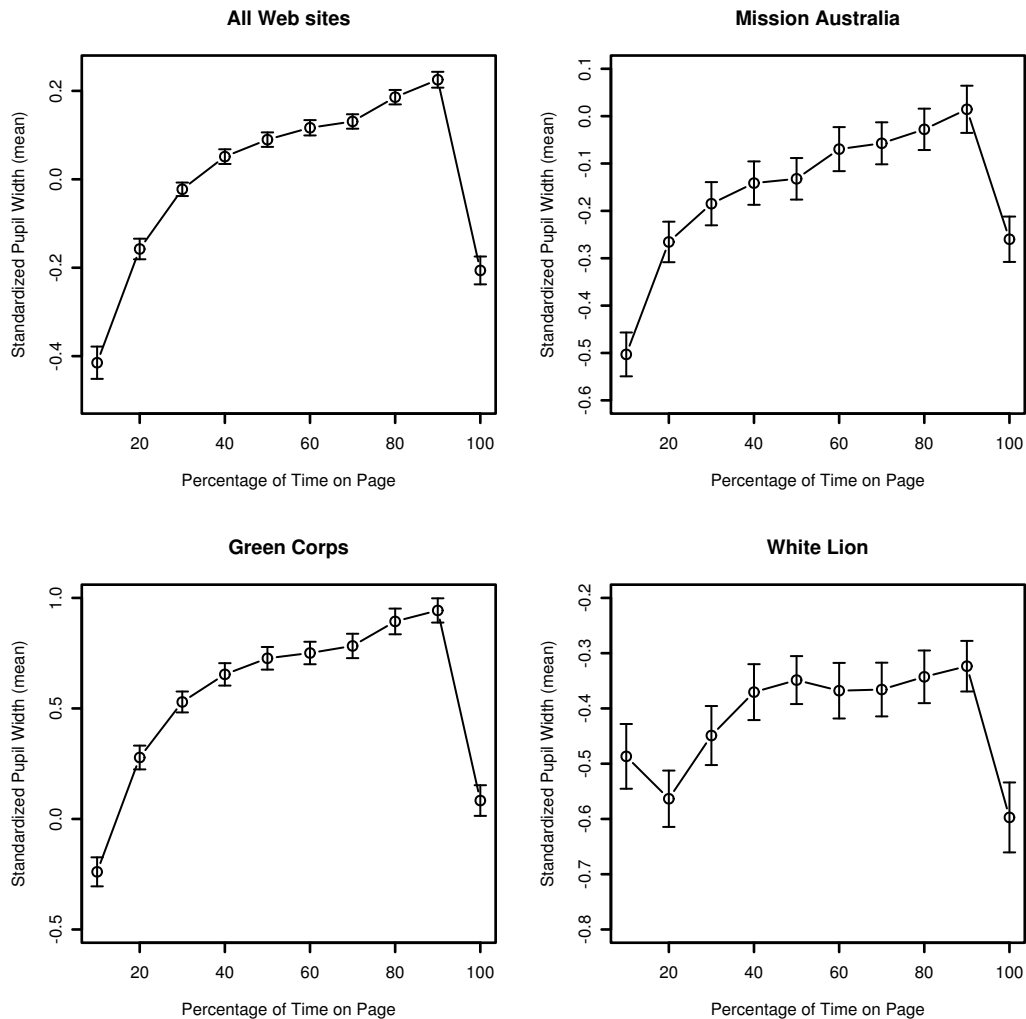 All Web sites
Standardized Pupil Width (mean)
0.2
0.0
-0.2
-0.4
20 40 60 80 100
Percentage of Time on Page
Mission Australia
Standardized Pupil Width (mean)
0.1
0.0
-0.1
-0.2
-0.3
-0.4
-0.5
-0.6
20 40 60 80 100
Percentage of Time on Page
Green Corps
Standardized Pupil Width (mean)
1.0
0.5
0.0
-0.5
20 40 60 80 100
Percentage of Time on Page
White Lion
Standardized Pupil Width (mean)
-0.2
-0.3
-0.4
-0.5
-0.6
-0.7
-0.8
20 40 60 80 100
Percentage of Time on Page